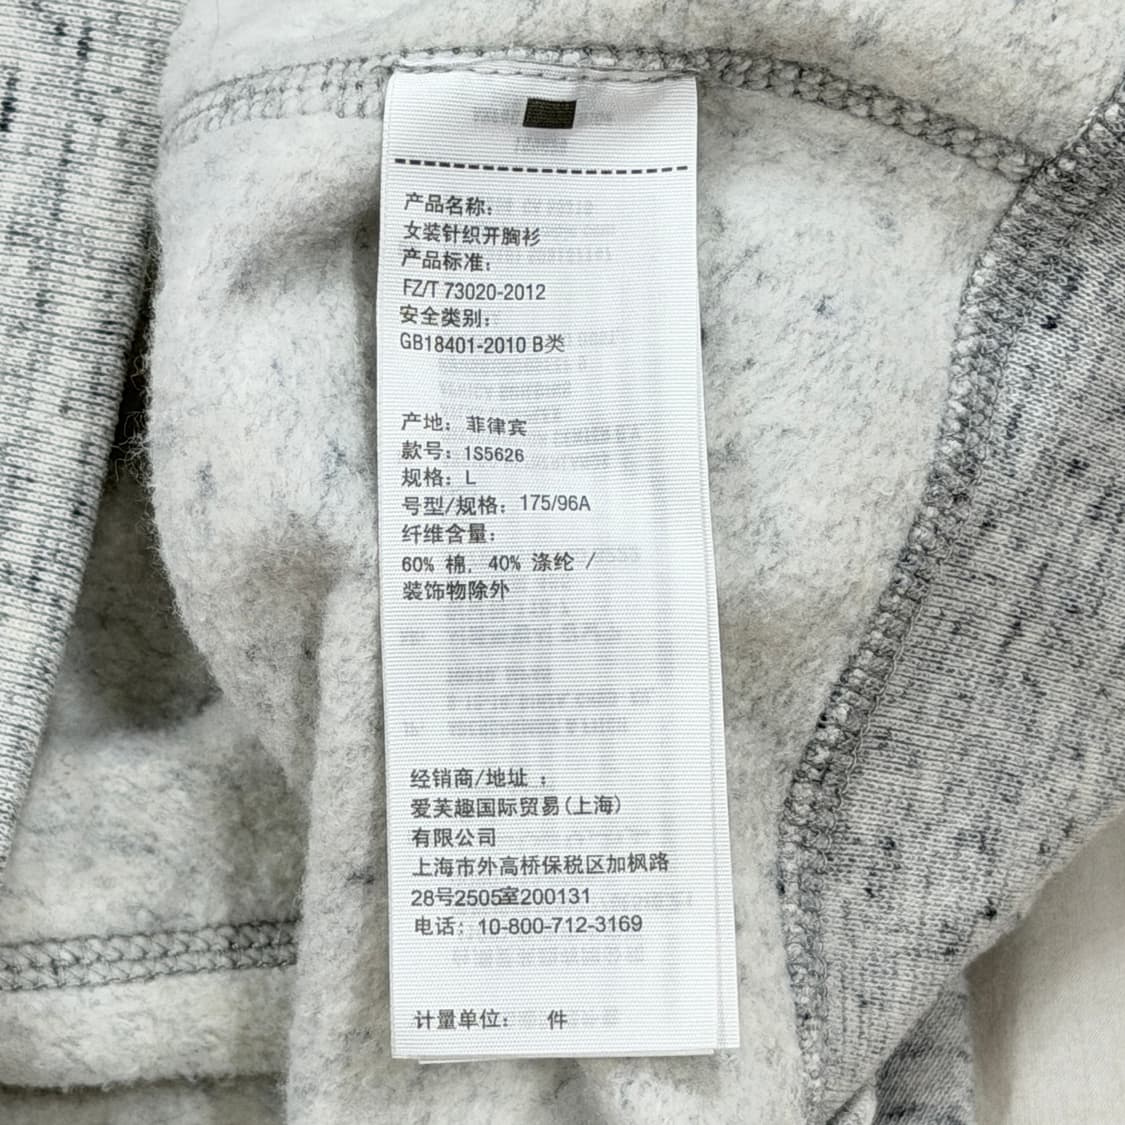 产品名称:
女装针织开胸衫
产品标准:
FZ/T 73020-2012
安全类别:
GB18401-2010 B类
产地: 菲律宾
款号: 1S5626
规格: L
号型/规格: 175/96A
纤维含量:
60% 棉, 40% 涤纶 /
装饰物除外
经销商/地址 :
爱芙趣国际贸易(上海)
有限公司
上海市外高桥保税区加枫路
28号2505室200131
电话: 10-800-712-3169
计量单位: 件